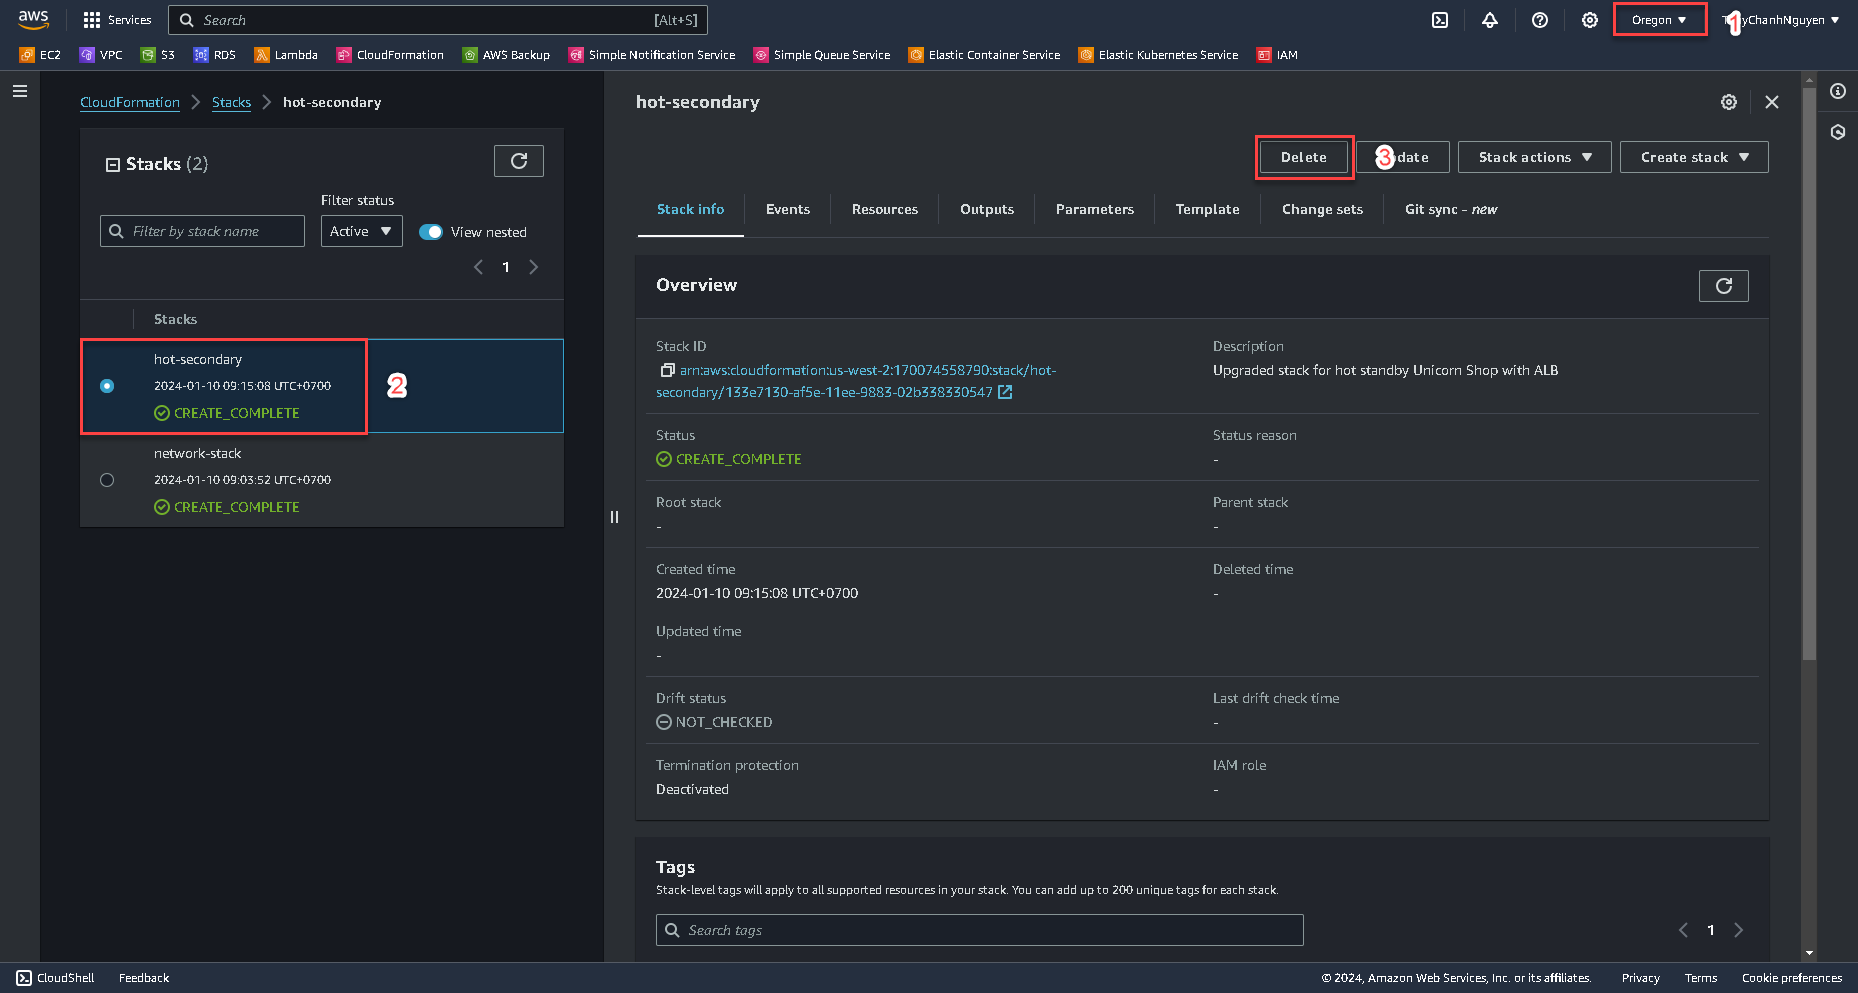 aws Services Search [Alt+S] Oregon 1 yChanhNguyen
EC2 VPC S3 RDS Lambda CloudFormation AWS Backup Simple Notification Service Simple Queue Service Elastic Container Service Elastic Kubernetes Service IAM
CloudFormation Stacks hot-secondary
Stacks (2)
Filter status
Filter by stack name Active View nested
1
Stacks
hot-secondary
2024-01-10 09:15:08 UTC+0700
CREATE_COMPLETE
2
network-stack
2024-01-10 09:03:52 UTC+0700
CREATE_COMPLETE
hot-secondary
Delete 3 date Stack actions Create stack
Stack info Events Resources Outputs Parameters Template Change sets Git sync - new
Overview
Stack ID
arn:aws:cloudformation:us-west-2:170074558790:stack/hot-
secondary/133e7130-af5e-11ee-9883-02b338330547
Description
Upgraded stack for hot standby Unicorn Shop with ALB
Status
CREATE_COMPLETE
Status reason
-
Root stack
-
Parent stack
-
Created time
2024-01-10 09:15:08 UTC+0700
Deleted time
-
Updated time
-
Drift status
NOT_CHECKED
Last drift check time
-
Termination protection
Deactivated
IAM role
-
Tags
Stack-level tags will apply to all supported resources in your stack. You can add up to 200 unique tags for each stack.
Search tags 1
CloudShell Feedback © 2024, Amazon Web Services, Inc. or its affiliates. Privacy Terms Cookie preferences